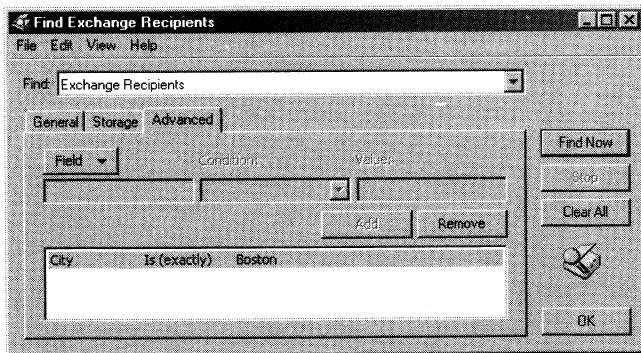 Find Exchange Recipients
File Edit View Help
Find: Exchange Recipients
General Storage Advanced
Field Condition: Value:
Add Remove
City Is (exactly) Boston
Find Now
Stop
Clear All
OK